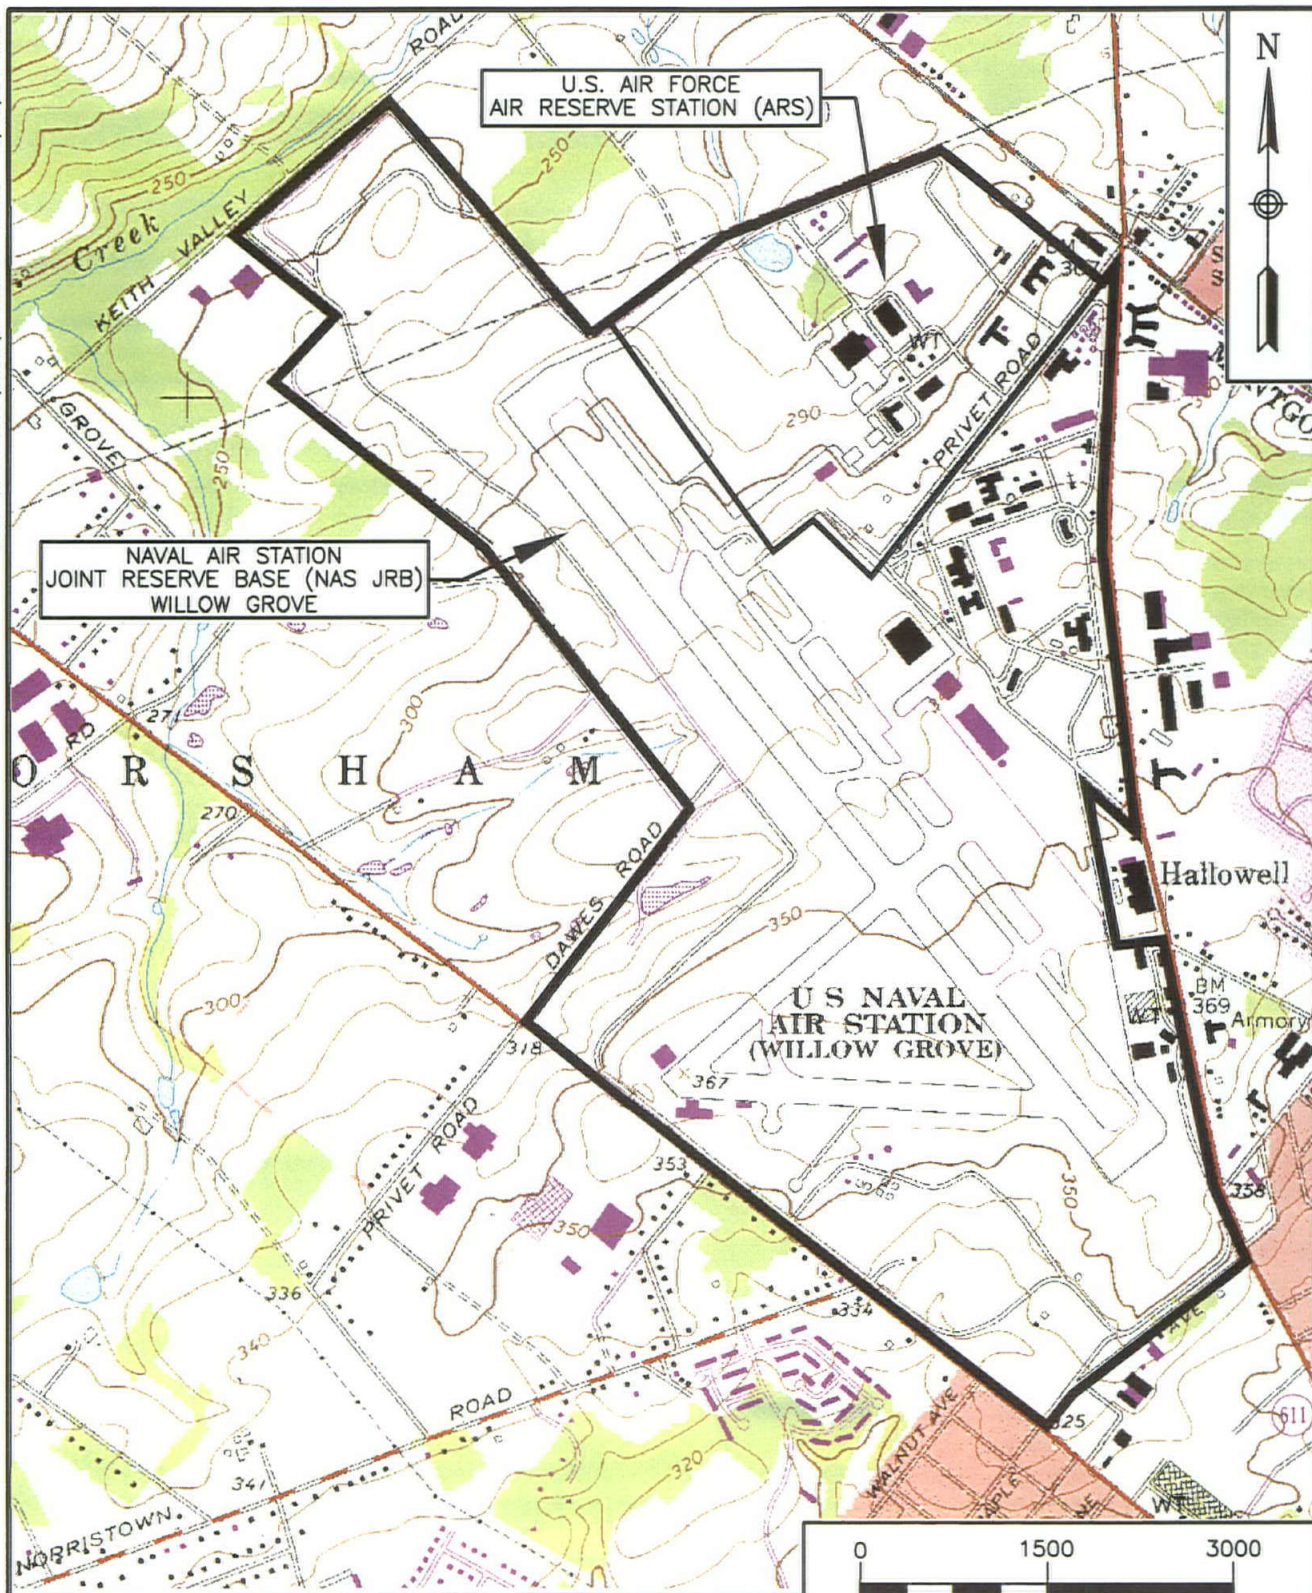 ROAD
N
U.S. AIR FORCE
AIR RESERVE STATION (ARS)
250
250
Creek
KEITH VALLEY
GROVE
250
WT
290
PRIVET ROAD
NAVAL AIR STATION
JOINT RESERVE BASE (NAS JRB)
WILLOW GROVE
271
RD
300
O R S H A M
270
DAWES ROAD
350
Hallowell
300
318
U S NAVAL
AIR STATION
(WILLOW GROVE)
BM
369
WT
Armory
367
PRIVET ROAD
353
350
350
358
336
334
340
AVE
ROAD
WALNUT AVE
325
611
320
341
WT
NORRISTOWN
0 1500 3000